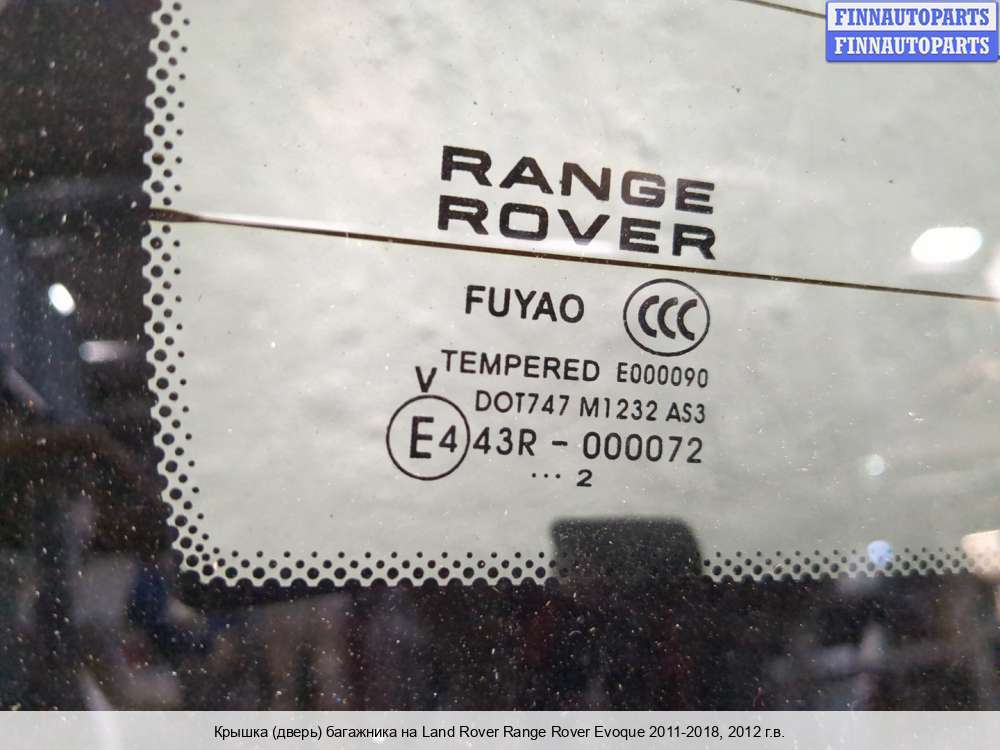 FINNAUTOPARTS
FINNAUTOPARTS
RANGE
ROVER
FUYAO CCC
TEMPERED E000090
V
DOT747 M1232 AS3
E4 43R - 000072
... 2
Крышка (дверь) багажника на Land Rover Range Rover Evoque 2011-2018, 2012 г.в.